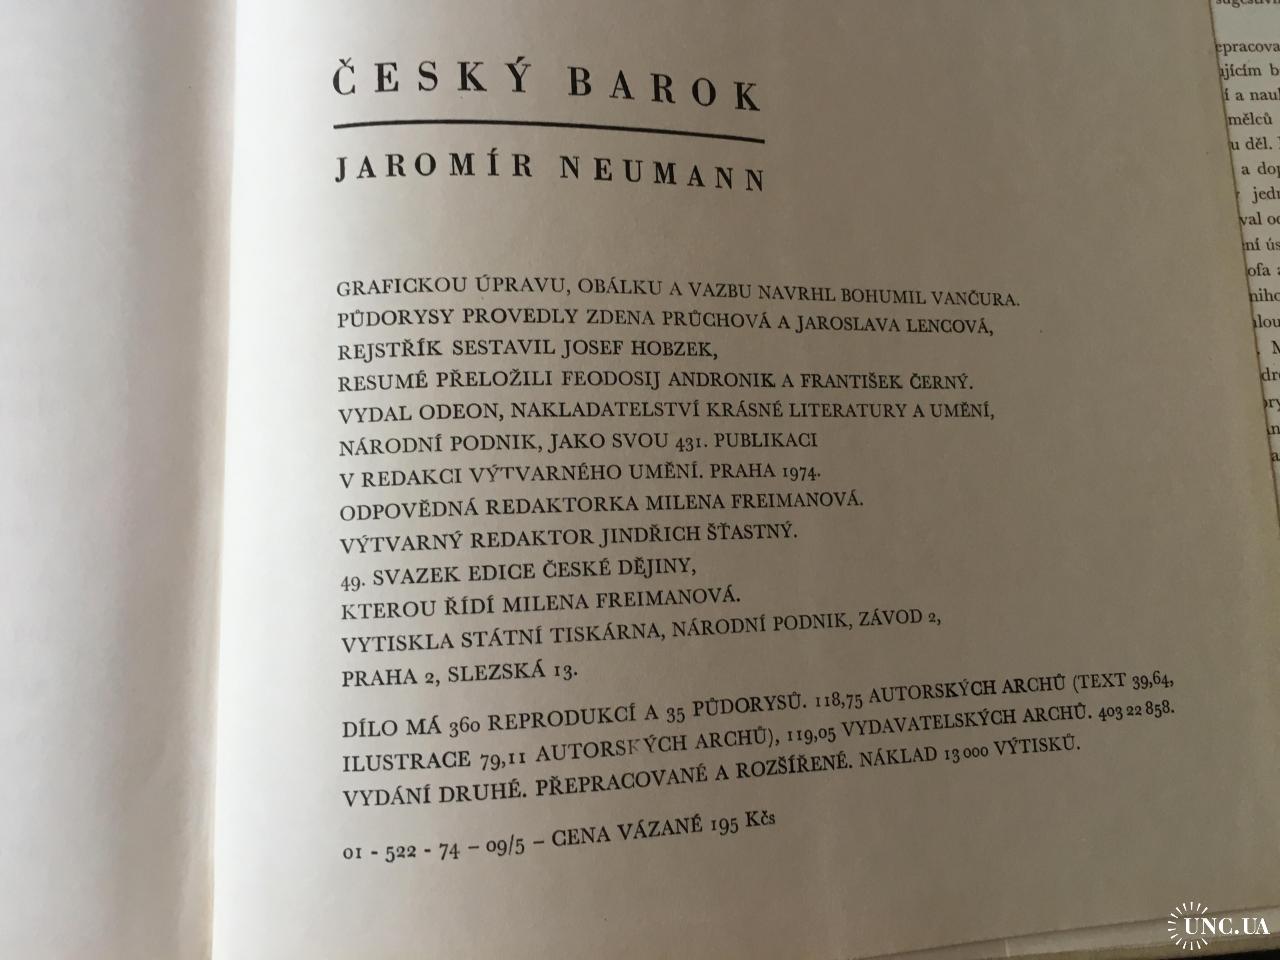 ČESKÝ BAROK
JAROMÍR NEUMANN
GRAFICKOU ÚPRAVU, OBÁLKU A VAZBU NAVRHL BOHUMIL VANČURA.
PŮDORYSY PROVEDLY ZDENA PRŮCHOVÁ A JAROSLAVA LENCOVÁ,
REJSTŘÍK SESTAVIL JOSEF HOBZEK,
RESUMÉ PŘELOŽILI FEODOSIJ ANDRONIK A FRANTIŠEK ČERNÝ.
VYDAL ODEON, NAKLADATELSTVÍ KRÁSNÉ LITERATURY A UMĚNÍ,
NÁRODNÍ PODNIK, JAKO SVOU 431. PUBLIKACI
V REDAKCI VÝTVARNÉHO UMĚNÍ. PRAHA 1974.
ODPOVĚDNÁ REDAKTORKA MILENA FREIMANOVÁ.
VÝTVARNÝ REDAKTOR JINDŘICH ŠŤASTNÝ.
49. SVAZEK EDICE ČESKÉ DĚJINY,
KTEROU ŘÍDÍ MILENA FREIMANOVÁ.
VYTISKLA STÁTNÍ TISKÁRNA, NÁRODNÍ PODNIK, ZÁVOD 2,
PRAHA 2, SLEZSKÁ 13.
DÍLO MÁ 360 REPRODUKCÍ A 35 PŮDORYSŮ. 118,75 AUTORSKÝCH ARCHŮ (TEXT 39,64,
ILUSTRACE 79,11 AUTORSKÝCH ARCHŮ), 119,05 VYDAVATELSKÝCH ARCHŮ. 403 22 858.
VYDÁNÍ DRUHÉ. PŘEPRACOVANÉ A ROZŠÍŘENÉ. NÁKLAD 13 000 VÝTISKŮ.
01 - 522 - 74 – 09/5 – CENA VÁZANÉ 195 Kčs
UNC.UA